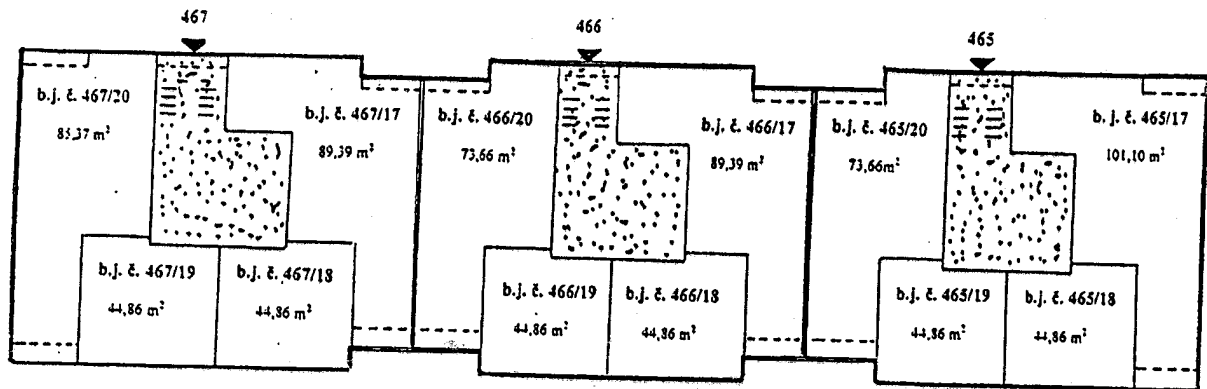 467
466
465
b.j. č. 467/20
85,37 m²
b.j. č. 467/17
89,39 m²
b.j. č. 466/20
73,66 m²
b.j. č. 466/17
89,39 m²
b.j. č. 465/20
73,66m²
b. j. č. 465/17
101,10 m²
b.j. č. 467/19
44,86 m²
b.j. č. 467/18
44,86 m²
b.j. č. 466/19
44,86 m²
b.j. č. 466/18
44,86 m²
b.j. č. 465/19
44,86 m²
b.j. č. 465/18
44,86 m²